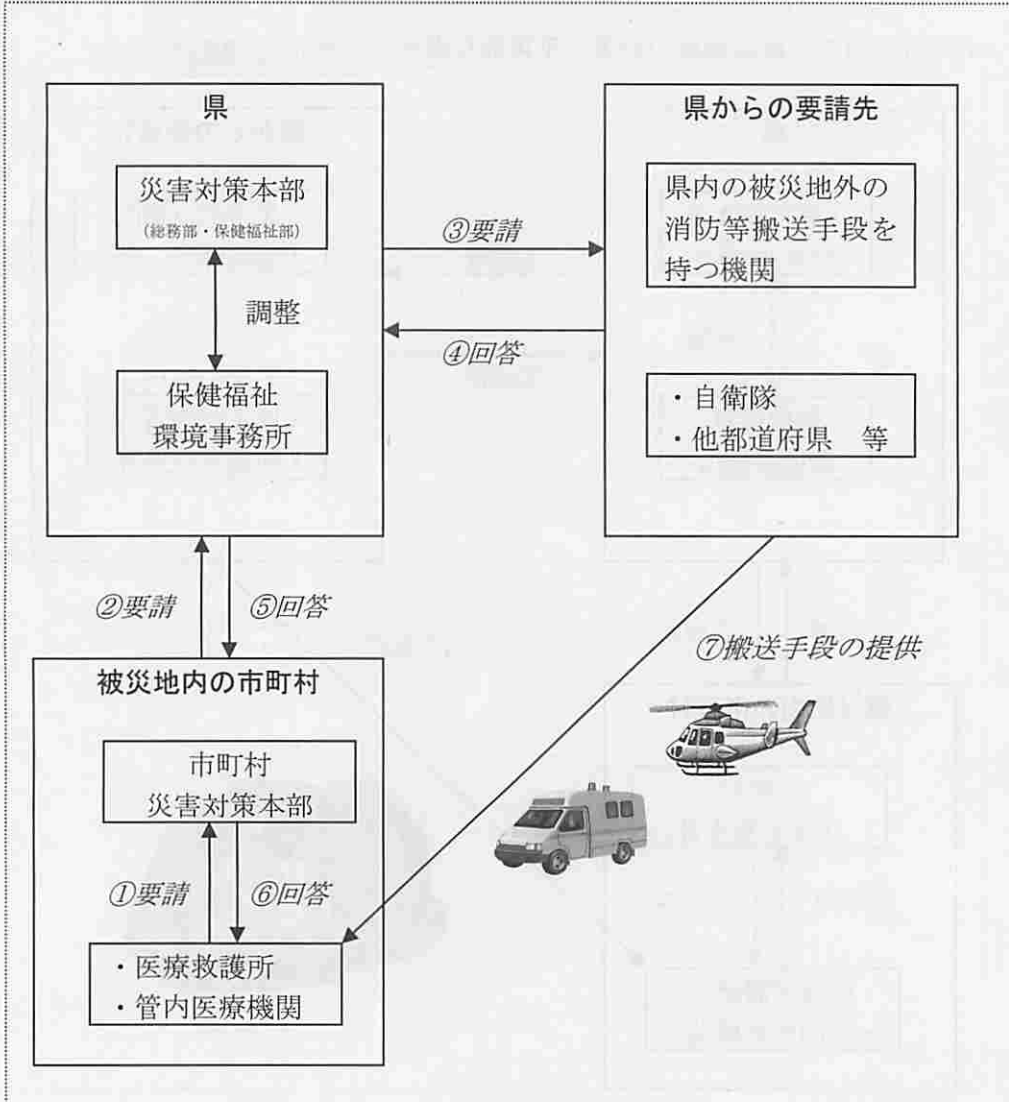 県
災害対策本部
(総務部・保健福祉部)
調整
保健福祉
環境事務所
③要請
④回答
県からの要請先
県内の被災地外の
消防等搬送手段を
持つ機関
・自衛隊
・他都道府県　等
②要請
⑤回答
⑦搬送手段の提供
被災地内の市町村
市町村
災害対策本部
①要請
⑥回答
・医療救護所
・管内医療機関